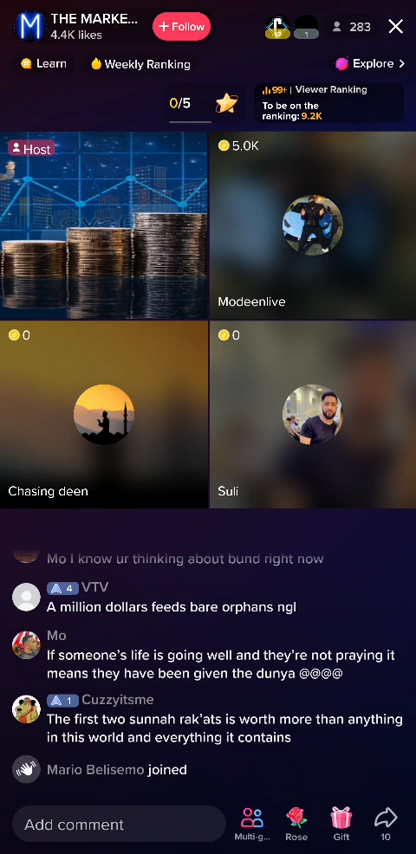 THE MARKE...
4.4K likes
+ Follow
1
283
Learn
Weekly Ranking
Explore >
0/5
99+ | Viewer Ranking
To be on the
ranking: 9.2K
Host
5.0K
Modeenlive
0
Chasing deen
0
Suli
Mo I know ur thinking about bund right now
4 VTV
A million dollars feeds bare orphans ngl
Mo
If someone's life is going well and they're not praying it
means they have been given the dunya @@@@
1 Cuzzyitsme
The first two sunnah rak'ats is worth more than anything
in this world and everything it contains
Mario Belisemo joined
Add comment
Multi-g...
Rose
Gift
10